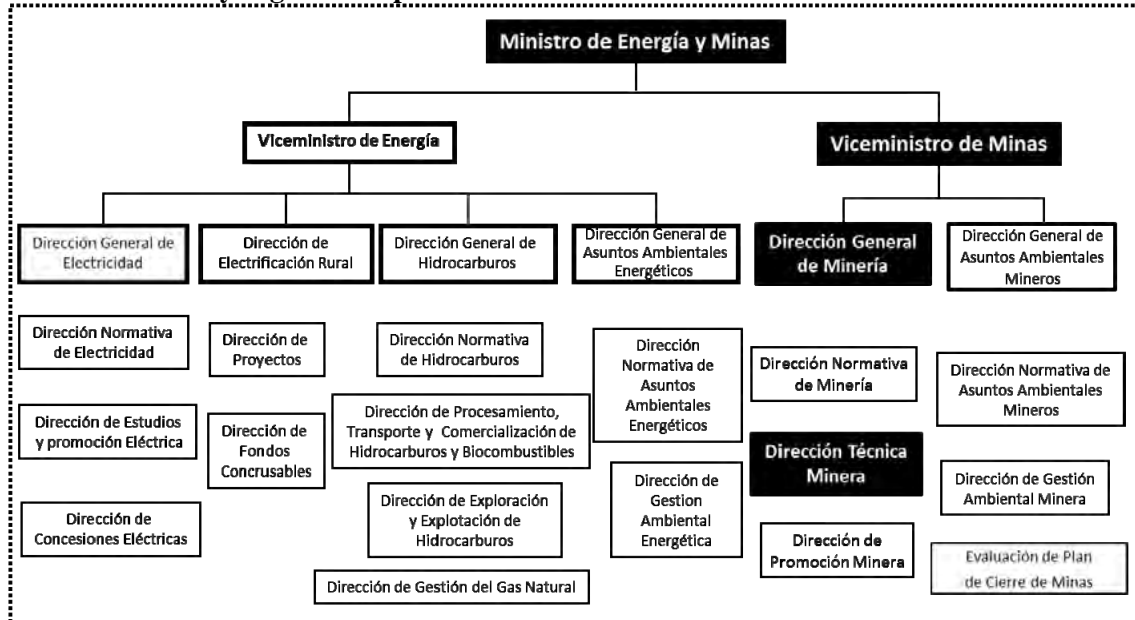 Ministro de Energía y Minas
Viceministro de Energía
Viceministro de Minas
Dirección General de
Electricidad
Dirección de
Electrificación Rural
Dirección General de
Hidrocarburos
Dirección General de
Asuntos Ambientales
Energéticos
Dirección General
de Minería
Dirección General de
Asuntos Ambientales
Mineros
Dirección Normativa
de Electricidad
Dirección de
Proyectos
Dirección Normativa
de Hidrocarburos
Dirección
Normativa de
Asuntos
Ambientales
Energéticos
Dirección Normativa
de Minería
Dirección Normativa de
Asuntos Ambientales
Mineros
Dirección de Estudios
y promoción Eléctrica
Dirección de
Fondos
Concrusables
Dirección de Procesamiento,
Transporte y Comercialización de
Hidrocarburos y Biocombustibles
Dirección Técnica
Minera
Dirección de
Concesiones Eléctricas
Dirección de Exploración
y Explotación de
Hidrocarburos
Dirección de
Gestion
Ambiental
Energética
Dirección de Gestión
Ambiental Minera
Dirección de
Promoción Minera
Dirección de Gestión del Gas Natural
Evaluación de Plan
de Cierre de Minas